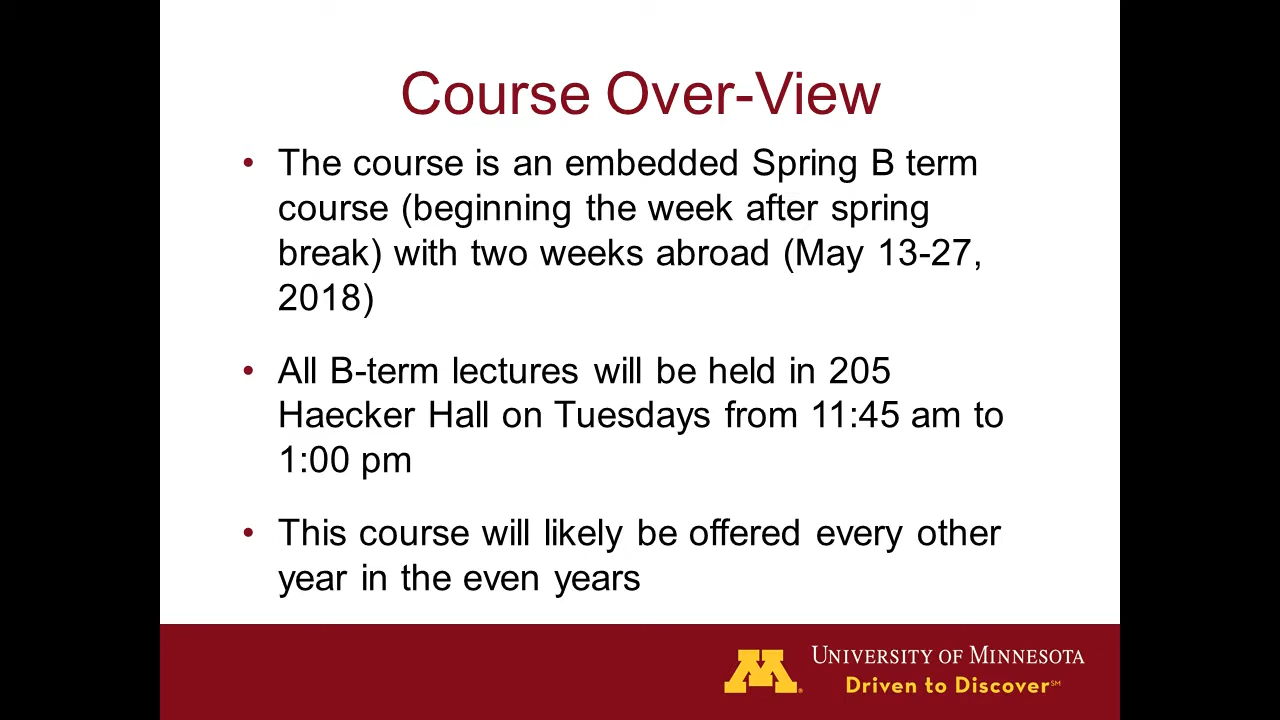 Course Over-View
• The course is an embedded Spring B term
course (beginning the week after spring
break) with two weeks abroad (May 13-27,
2018)
• All B-term lectures will be held in 205
Haecker Hall on Tuesdays from 11:45 am to
1:00 pm
• This course will likely be offered every other
year in the even years
M®
UNIVERSITY OF MINNESOTA
Driven to Discover℠